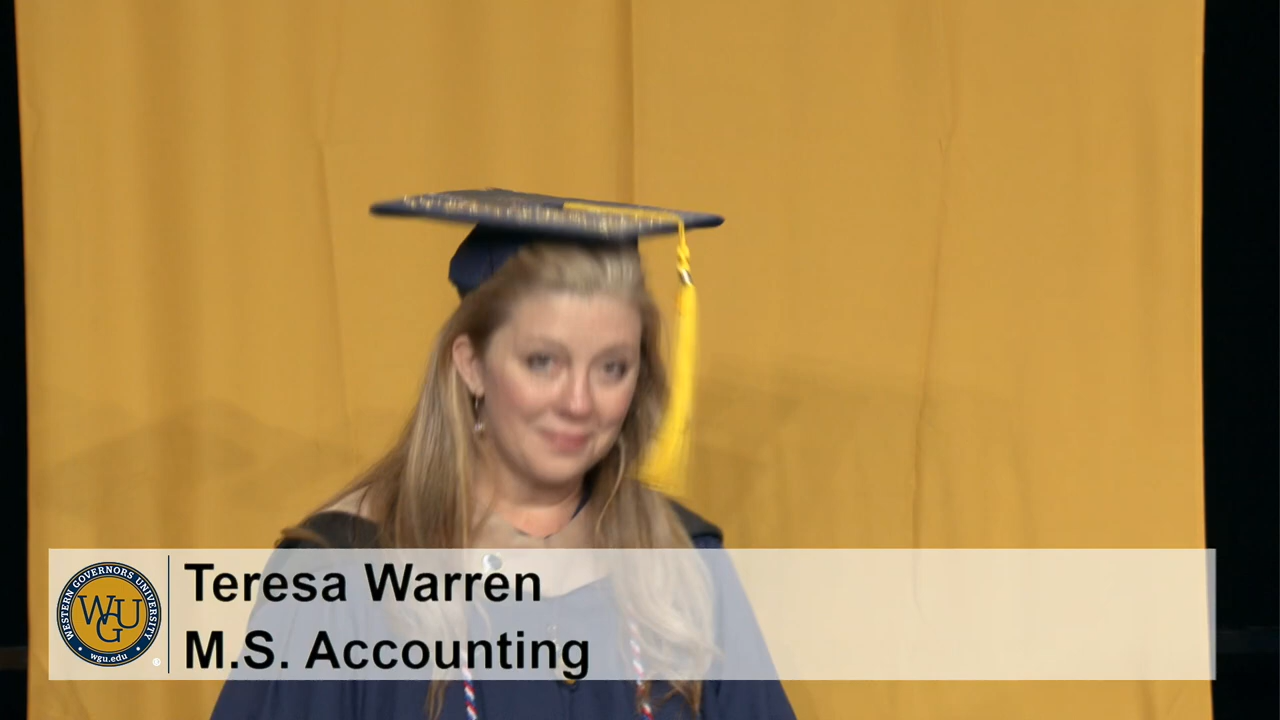 Teresa Warren
M.S. Accounting
WESTERN GOVERNORS UNIVERSITY
WGU
wgu.edu
®